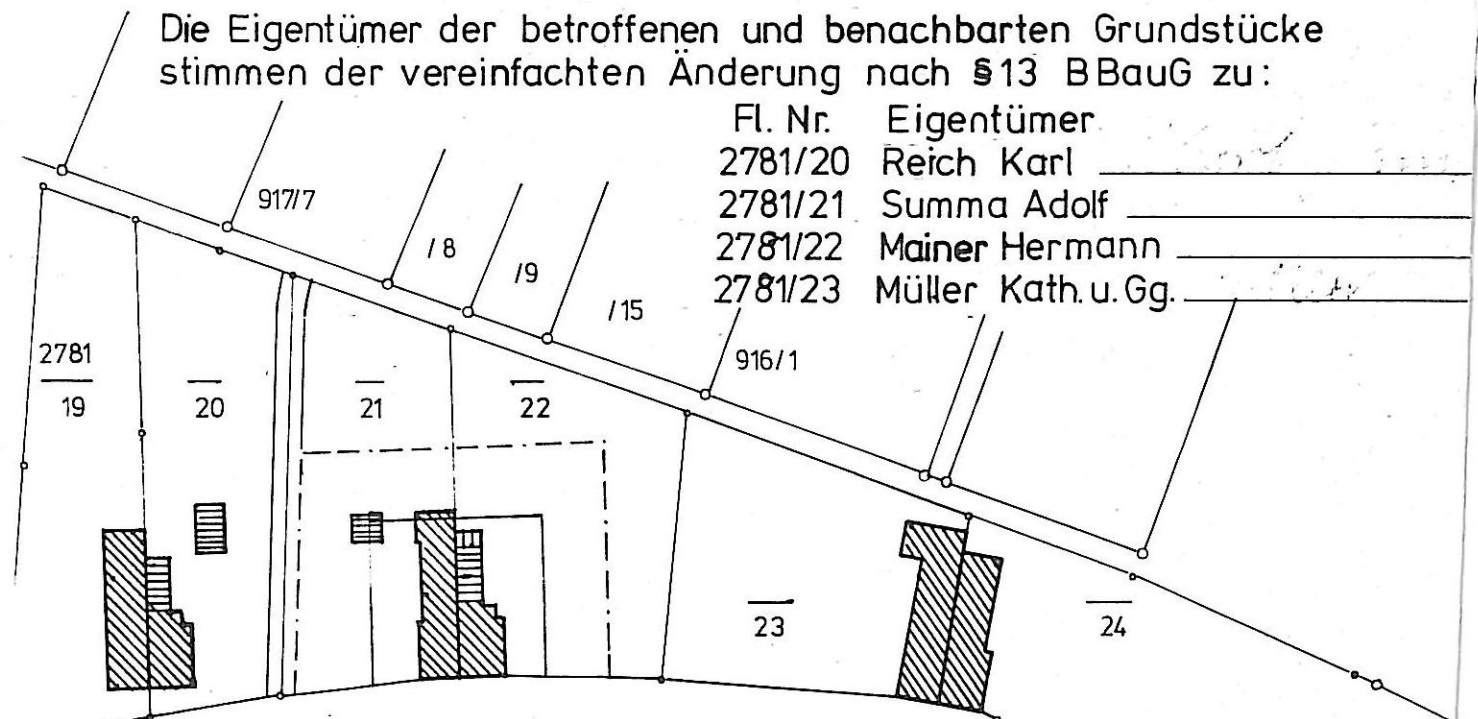 Die Eigentümer der betroffenen und benachbarten Grundstücke
stimmen der vereinfachten Änderung nach §13 BBauG zu:
Fl. Nr. Eigentümer
2781/20 Reich Karl
2781/21 Summa Adolf
2781/22 Mainer Hermann
2781/23 Müller Kath. u. Gg.
917/7
/8
/9
/15
916/1
2781
19
20
21
22
23
24